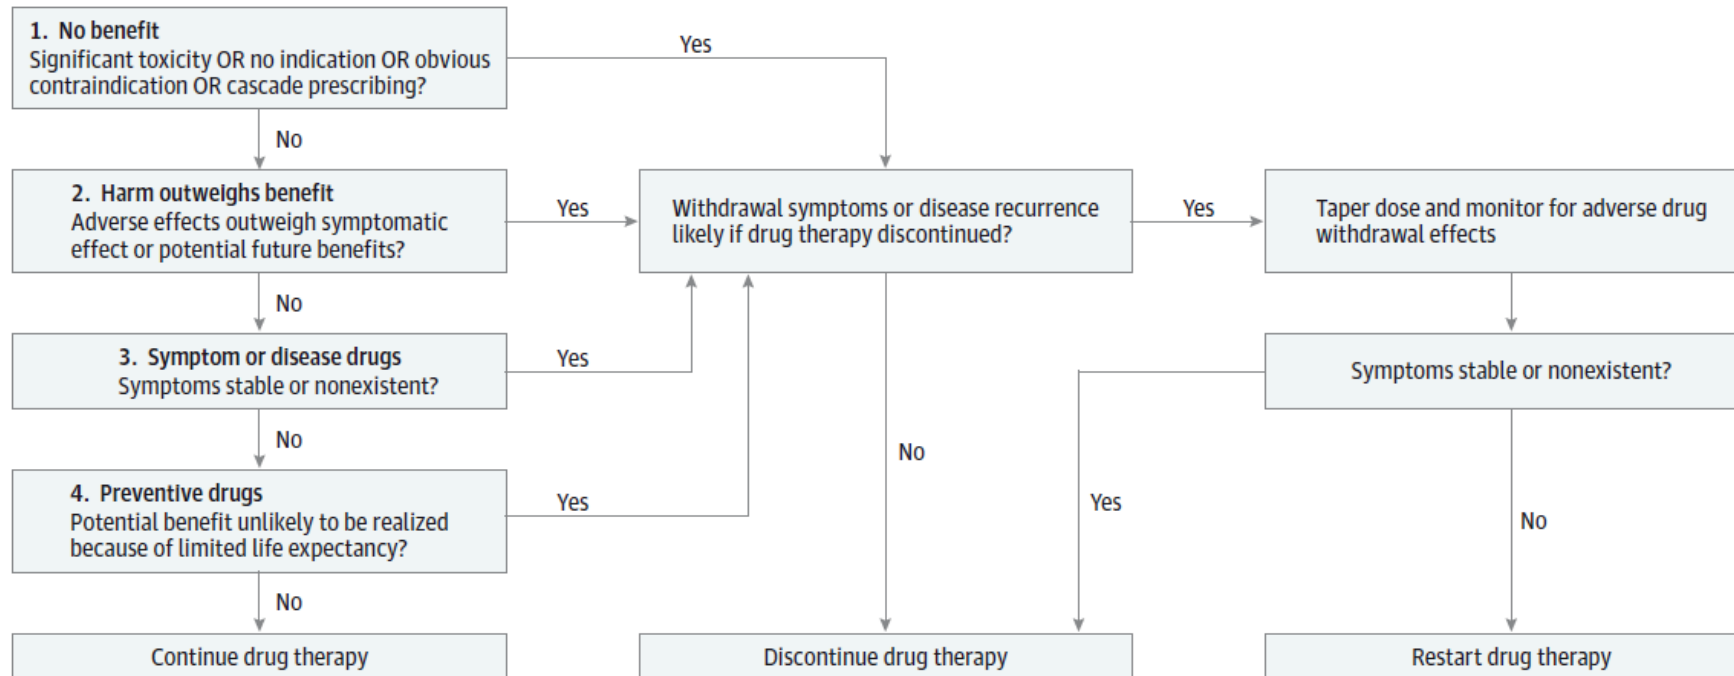 1. No benefit
Significant toxicity OR no indication OR obvious
contraindication OR cascade prescribing?
Yes
No
2. Harm outweighs benefit
Adverse effects outweigh symptomatic
effect or potential future benefits?
Yes
Withdrawal symptoms or disease recurrence
likely if drug therapy discontinued?
Yes
Taper dose and monitor for adverse drug
withdrawal effects
No
3. Symptom or disease drugs
Symptoms stable or nonexistent?
Yes
Symptoms stable or nonexistent?
No
No
4. Preventive drugs
Potential benefit unlikely to be realized
because of limited life expectancy?
Yes
Yes
No
No
Continue drug therapy
Discontinue drug therapy
Restart drug therapy